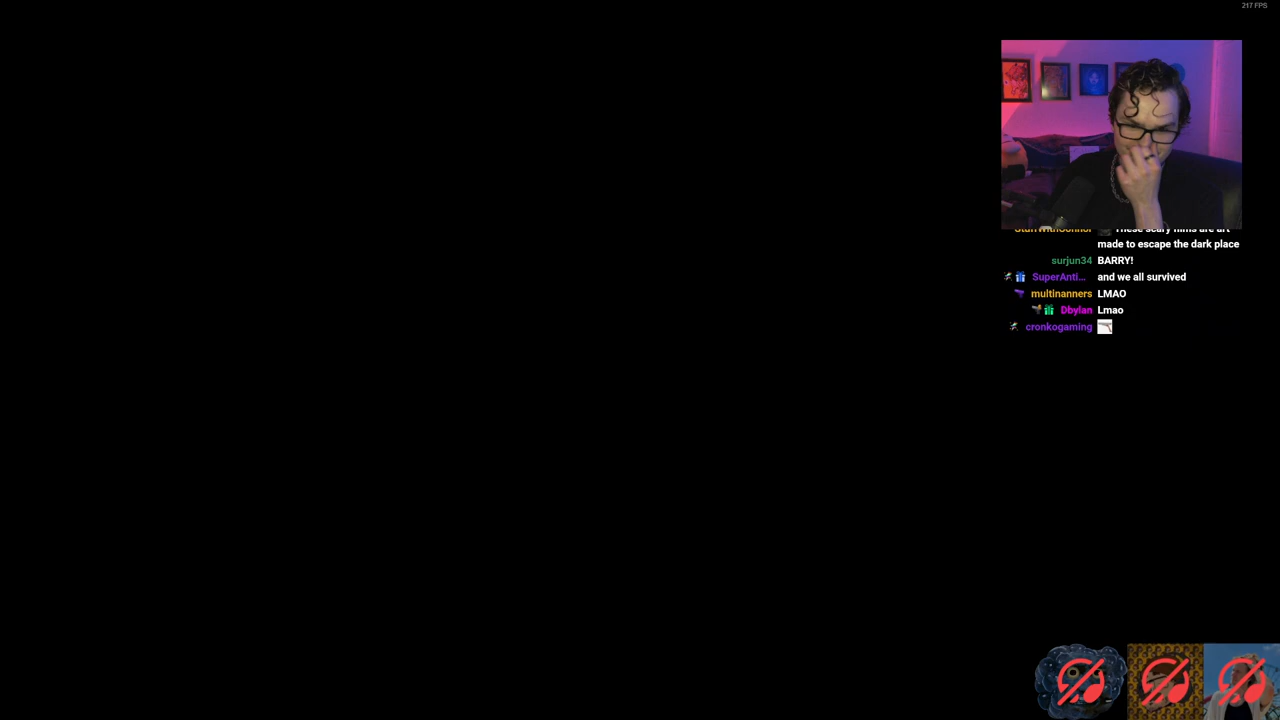 217 FPS
These scary films are art
made to escape the dark place
surjun34 BARRY!
SuperAnti... and we all survived
multinanners LMAO
Dbylan Lmao
cronkogaming